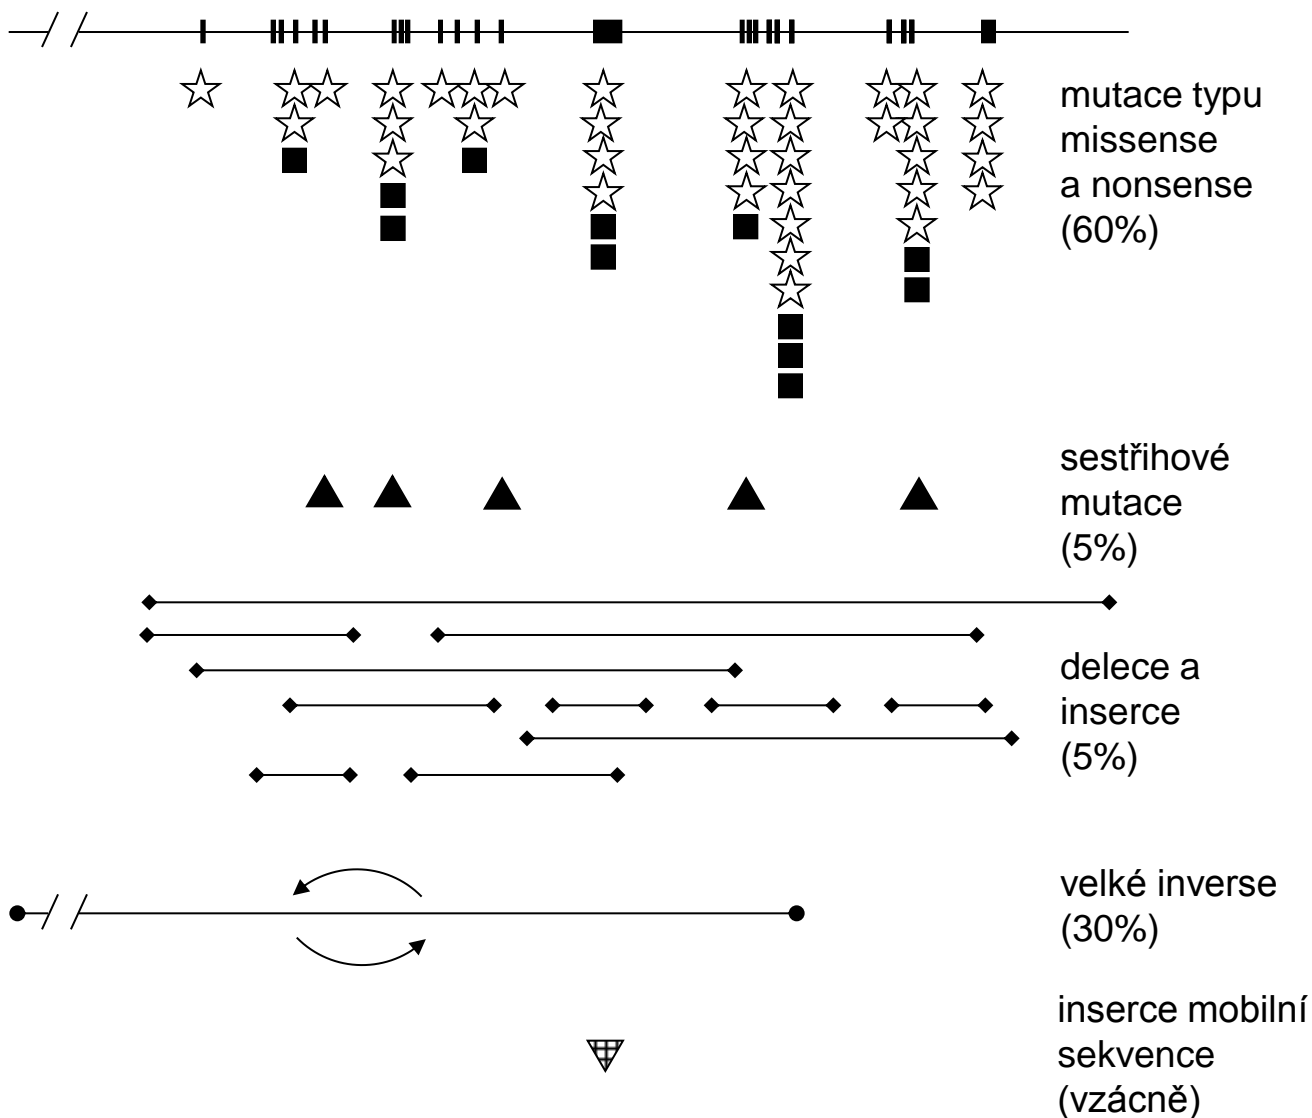 mutace typu
missense
a nonsense
(60%)
sestřihové
mutace
(5%)
delece a
inserce
(5%)
velké inverse
(30%)
inserce mobilní
sekvence
(vzácně)